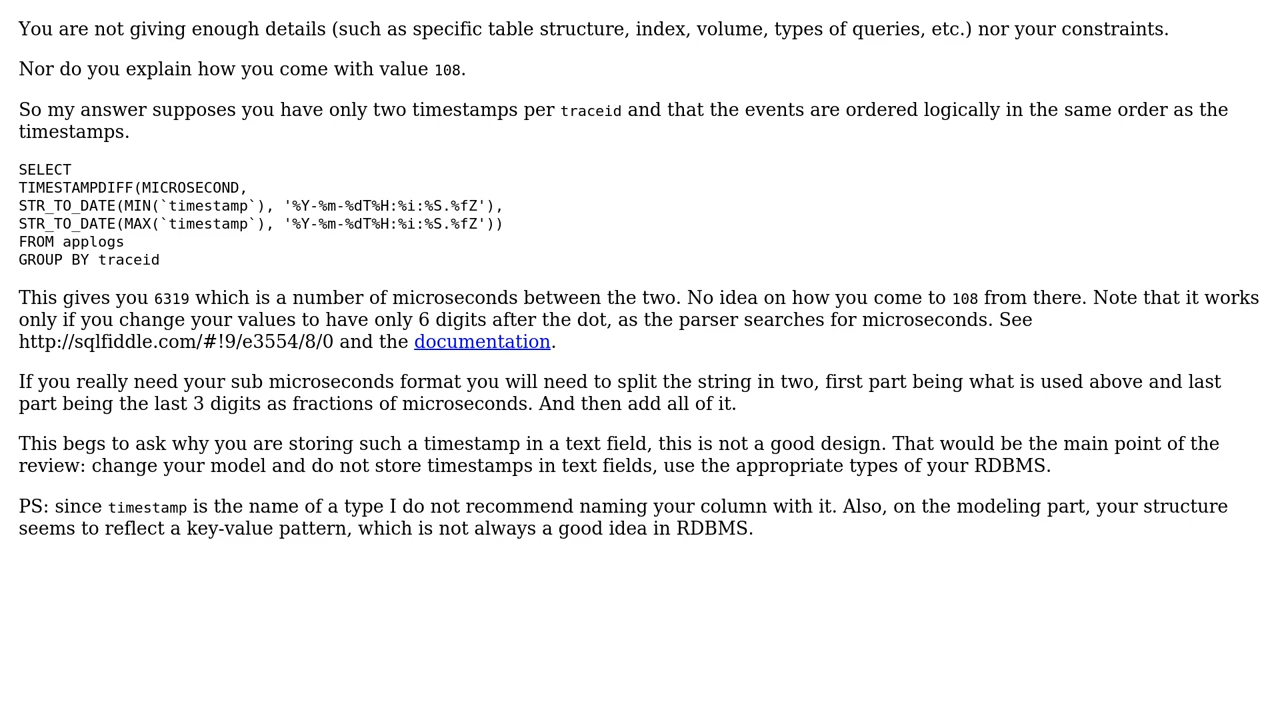 You are not giving enough details (such as specific table structure, index, volume, types of queries, etc.) nor your constraints.
Nor do you explain how you come with value 108.
So my answer supposes you have only two timestamps per traceid and that the events are ordered logically in the same order as the
timestamps.
SELECT
TIMESTAMPDIFF(MICROSECOND,
STR_TO_DATE(MIN(`timestamp`), '%Y-%m-%dT%H:%i:%S.%fZ'),
STR_TO_DATE(MAX(`timestamp`), '%Y-%m-%dT%H:%i:%S.%fZ'))
FROM applogs
GROUP BY traceid
This gives you 6319 which is a number of microseconds between the two. No idea on how you come to 108 from there. Note that it works
only if you change your values to have only 6 digits after the dot, as the parser searches for microseconds. See
http://sqlfiddle.com/#!9/e3554/8/0 and the documentation.
If you really need your sub microseconds format you will need to split the string in two, first part being what is used above and last
part being the last 3 digits as fractions of microseconds. And then add all of it.
This begs to ask why you are storing such a timestamp in a text field, this is not a good design. That would be the main point of the
review: change your model and do not store timestamps in text fields, use the appropriate types of your RDBMS.
PS: since timestamp is the name of a type I do not recommend naming your column with it. Also, on the modeling part, your structure
seems to reflect a key-value pattern, which is not always a good idea in RDBMS.